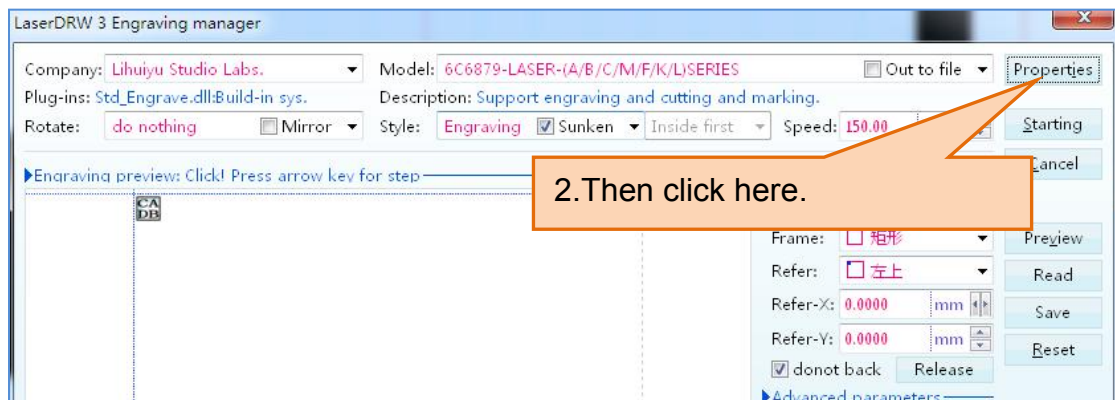 LaserDRW 3 Engraving manager
Company: Lihuiyu Studio Labs. Model: 6C6879-LASER-(A/B/C/M/F/K/L)SERIES Out to file Properties
Plug-ins: Std_Engrave.dll:Build-in sys. Description: Support engraving and cutting and marking.
Rotate: do nothing Mirror Style: Engraving Sunken Inside first Speed: 150.00 Starting
Cancel
Engraving preview: Click! Press arrow key for step
2.Then click here.
CA
DB
Frame: 矩形 Preview
Refer: 左上 Read
Refer-X: 0.0000 mm Save
Refer-Y: 0.0000 mm Reset
donot back Release
Advanced parameters